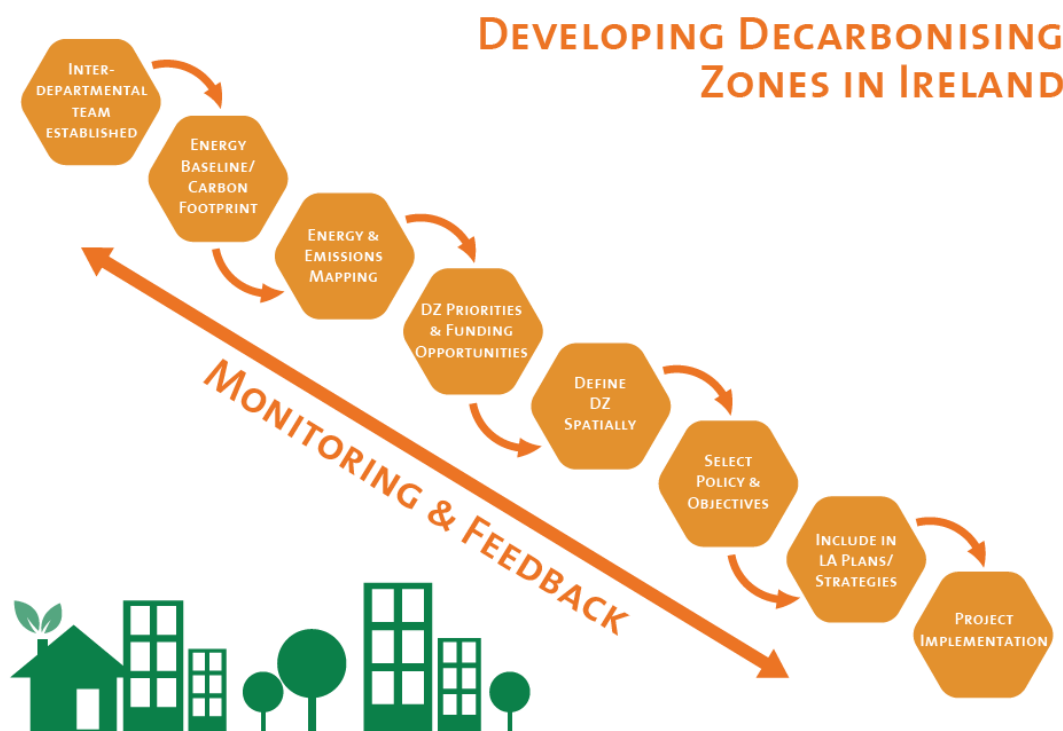 Developing Decarbonising
Zones in Ireland
Inter-
departmental
team
established
Energy
Baseline/
Carbon
Footprint
Energy &
Emissions
Mapping
DZ Priorities
& Funding
Opportunities
Define
DZ
Spatially
Select
Policy &
Objectives
Include in
LA Plans/
Strategies
Project
Implementation
Monitoring & Feedback